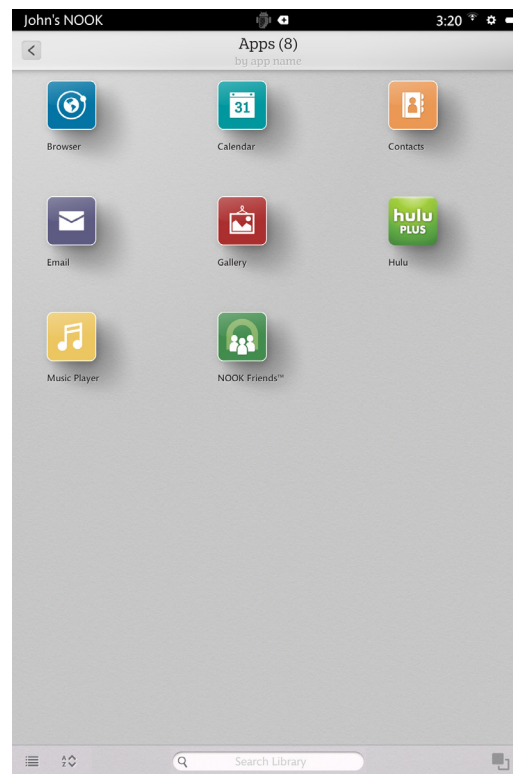 John's NOOK 3:20
Apps (8)
by app name
31
Browser Calendar Contacts
hulu
PLUS
Email Gallery Hulu
Music Player NOOK Friends™
A
Z
Search Library